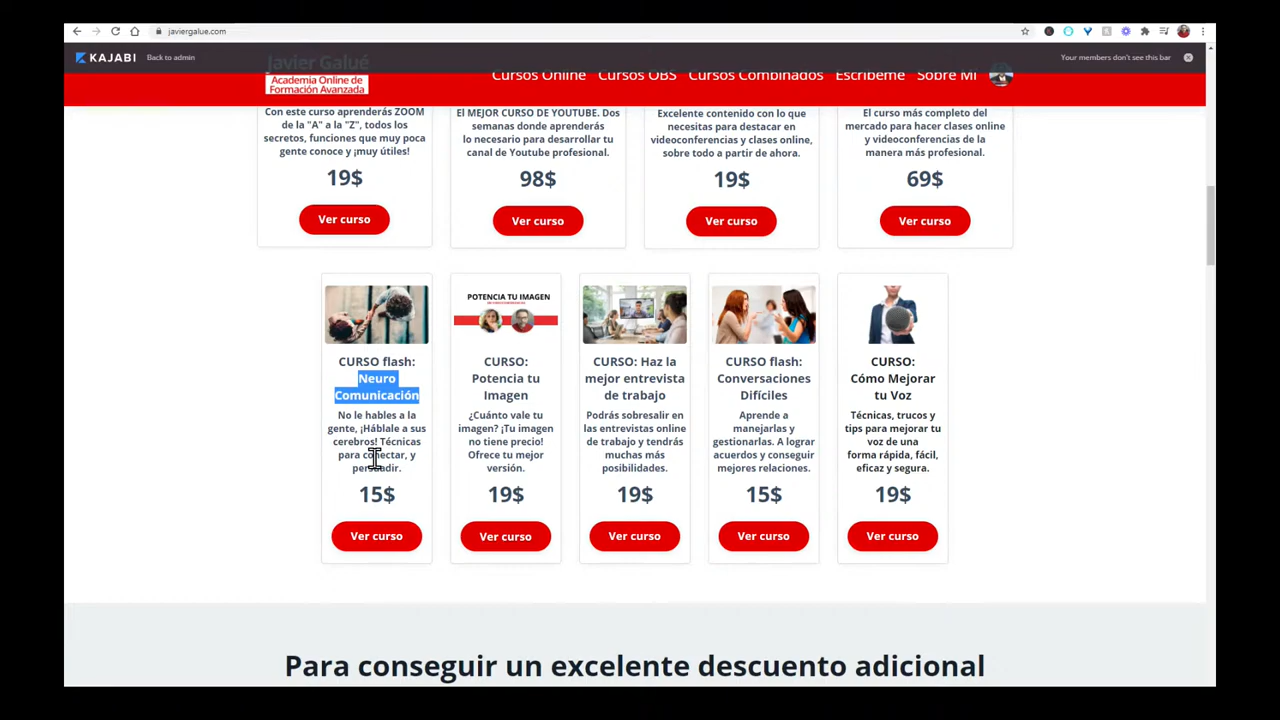 javiergalue.com
KAJABI
Back to admin
Your members don't see this bar
Javier Galué
Academia Online de
Formación Avanzada
Cursos Online
Cursos OBS
Cursos Combinados
Escríbeme
Sobre Mi
Con este curso aprenderás ZOOM
de la "A" a la "Z", todos los
secretos, funciones que muy poca
gente conoce y ¡muy útiles!
19$
Ver curso
El MEJOR CURSO DE YOUTUBE. Dos
semanas donde aprenderás
lo necesario para desarrollar tu
canal de Youtube profesional.
98$
Ver curso
Excelente contenido con lo que
necesitas para destacar en
videoconferencias y clases online,
sobre todo a partir de ahora.
19$
Ver curso
El curso más completo del
mercado para hacer clases online
y videoconferencias de la
manera más profesional.
69$
Ver curso
CURSO flash:
Neuro
Comunicación
No le hables a la
gente, ¡Háblale a sus
cerebros! Técnicas
para conectar, y
persuadir.
15$
Ver curso
POTENCIA TU IMAGEN
CURSO:
Potencia tu
Imagen
¿Cuánto vale tu
imagen? ¡Tu imagen
no tiene precio!
Ofrece tu mejor
versión.
19$
Ver curso
CURSO: Haz la
mejor entrevista
de trabajo
Podrás sobresalir en
las entrevistas online
de trabajo y tendrás
muchas más
posibilidades.
19$
Ver curso
CURSO flash:
Conversaciones
Difíciles
Aprende a
manejarlas y
gestionarlas. A lograr
acuerdos y conseguir
mejores relaciones.
15$
Ver curso
CURSO:
Cómo Mejorar
tu Voz
Técnicas, trucos y
tips para mejorar tu
voz de una
forma rápida, fácil,
eficaz y segura.
19$
Ver curso
Para conseguir un excelente descuento adicional